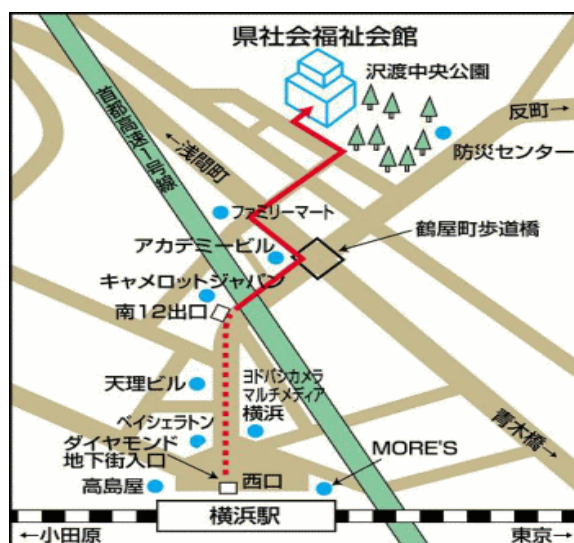 県社会福祉会館
沢渡中央公園
反町→
防災センター
首都高速1号線
←浅間町
ファミリーマート
鶴屋町歩道橋
アカデミービル
キャメロットジャパン
南12出口
天理ビル
ヨドバシカメラ
マルチメディア
横浜
ベイシェラトン
ダイヤモンド
地下街入口
青木橋
MORE'S
高島屋
西口
横浜駅
←小田原
東京→